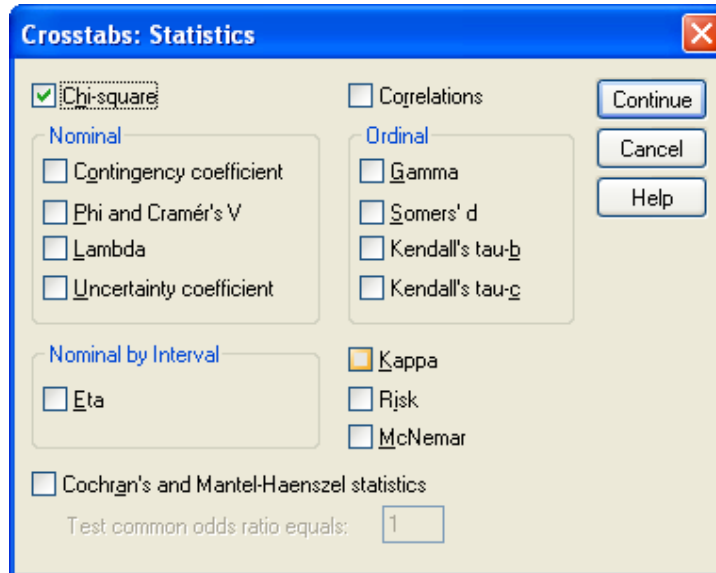 Crosstabs: Statistics
Chi-square
Correlations
Continue
Cancel
Help
Nominal
Contingency coefficient
Phi and Cramér's V
Lambda
Uncertainty coefficient
Ordinal
Gamma
Somers' d
Kendall's tau-b
Kendall's tau-c
Nominal by Interval
Eta
Kappa
Risk
McNemar
Cochran's and Mantel-Haenszel statistics
Test common odds ratio equals: 1